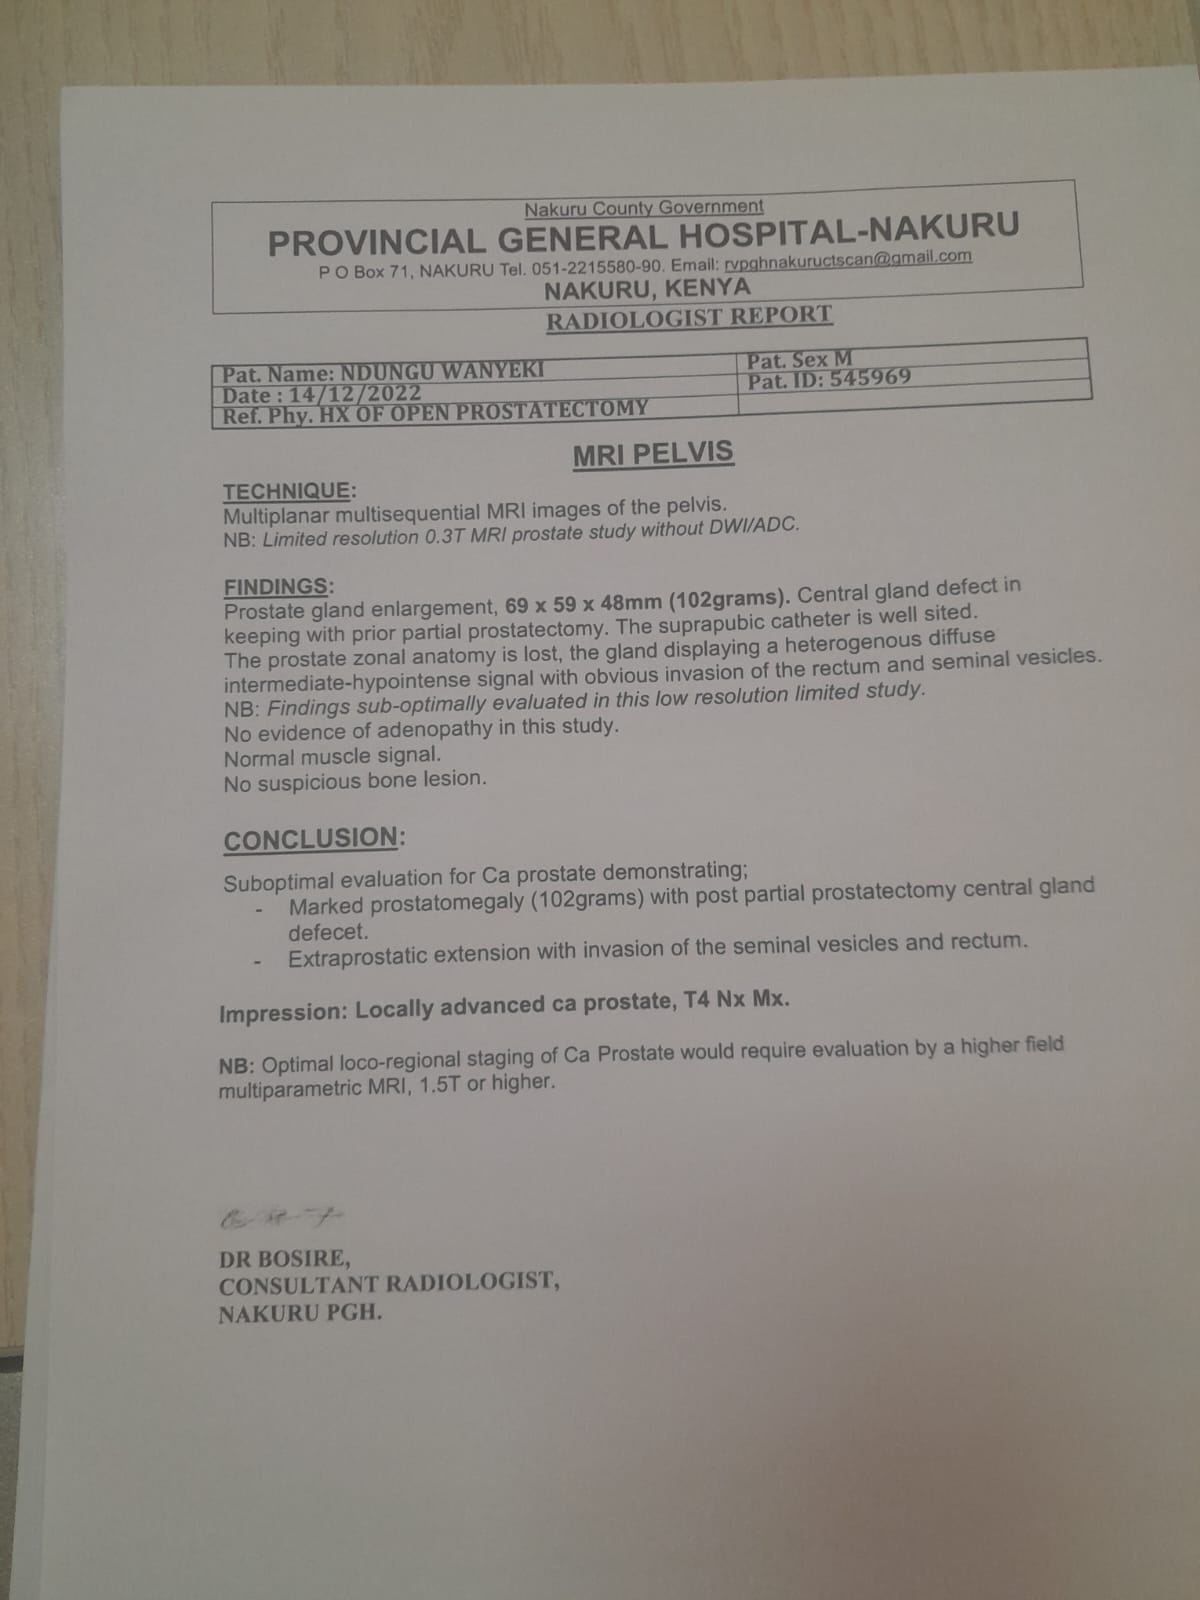 Nakuru County Government
PROVINCIAL GENERAL HOSPITAL-NAKURU
P O Box 71, NAKURU Tel. 051-2215580-90. Email: rvpghnakuructscan@gmail.com
NAKURU, KENYA
RADIOLOGIST REPORT
Pat. Name: NDUNGU WANYEKI Pat. Sex M
Date : 14/12/2022 Pat. ID: 545969
Ref. Phy. HX OF OPEN PROSTATECTOMY
MRI PELVIS
TECHNIQUE:
Multiplanar multisequential MRI images of the pelvis.
NB: Limited resolution 0.3T MRI prostate study without DWI/ADC.
FINDINGS:
Prostate gland enlargement, 69 x 59 x 48mm (102grams). Central gland defect in
keeping with prior partial prostatectomy. The suprapubic catheter is well sited.
The prostate zonal anatomy is lost, the gland displaying a heterogenous diffuse
intermediate-hypointense signal with obvious invasion of the rectum and seminal vesicles.
NB: Findings sub-optimally evaluated in this low resolution limited study.
No evidence of adenopathy in this study.
Normal muscle signal.
No suspicious bone lesion.
CONCLUSION:
Suboptimal evaluation for Ca prostate demonstrating;
- Marked prostatomegaly (102grams) with post partial prostatectomy central gland
defecet.
- Extraprostatic extension with invasion of the seminal vesicles and rectum.
Impression: Locally advanced ca prostate, T4 Nx Mx.
NB: Optimal loco-regional staging of Ca Prostate would require evaluation by a higher field
multiparametric MRI, 1.5T or higher.
DR BOSIRE,
CONSULTANT RADIOLOGIST,
NAKURU PGH.